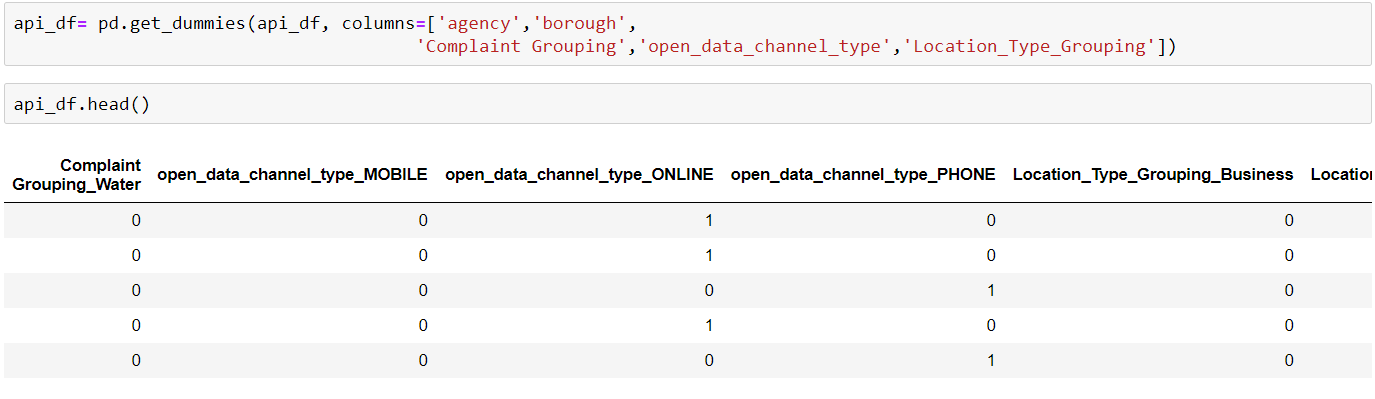 api_df= pd.get_dummies(api_df, columns=['agency','borough',
'Complaint Grouping','open_data_channel_type','Location_Type_Grouping'])
api_df.head()
Complaint
Grouping_Water open_data_channel_type_MOBILE open_data_channel_type_ONLINE open_data_channel_type_PHONE Location_Type_Grouping_Business Location
0 0 1 0 0
0 0 1 0 0
0 0 0 1 0
0 0 1 0 0
0 0 0 1 0